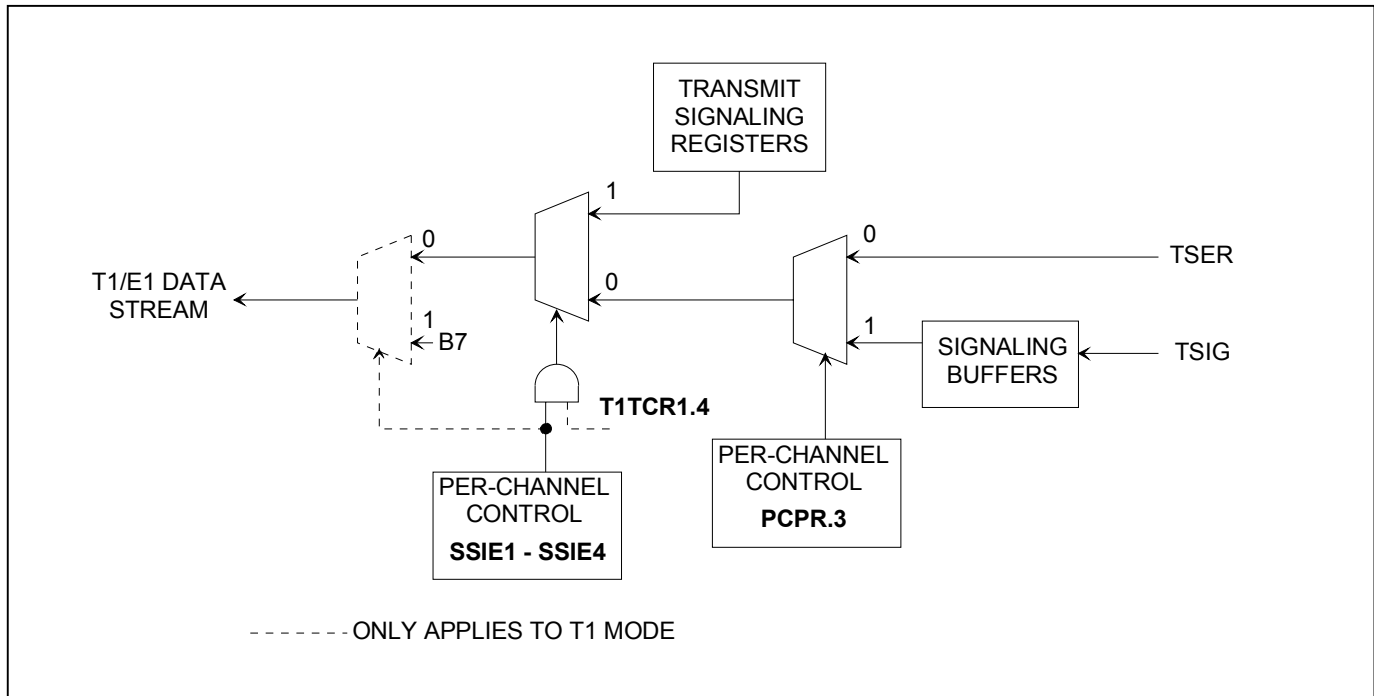 TRANSMIT
SIGNALING
REGISTERS
1
0
0
0
TSER
T1/E1 DATA
STREAM
1
B7
1
SIGNALING
BUFFERS
TSIG
T1TCR1.4
PER-CHANNEL
CONTROL
SSIE1 - SSIE4
PER-CHANNEL
CONTROL
PCPR.3
ONLY APPLIES TO T1 MODE